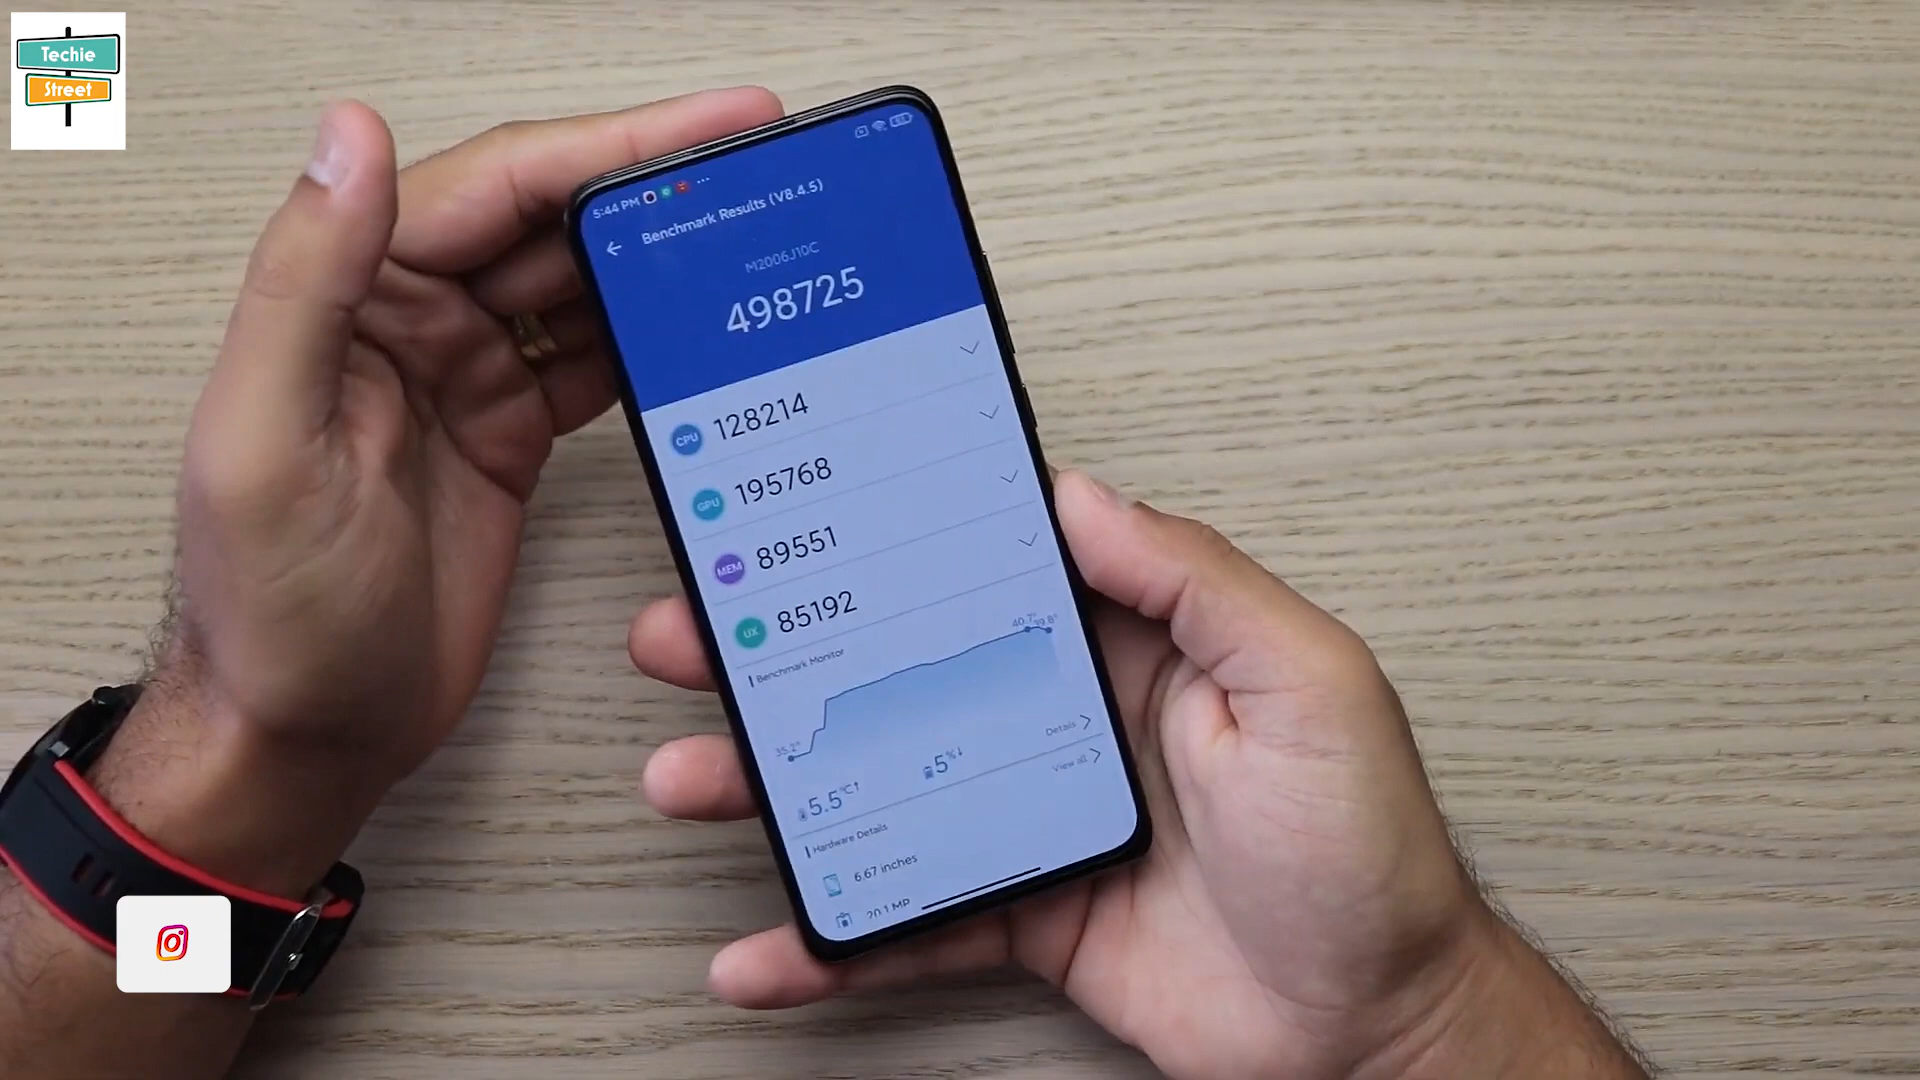 Techie
Street
5:44 PM
Benchmark Results (V8.4.5)
M2006J10C
498725
CPU 128214
GPU 195768
MEM 89551
UX 85192
Benchmark Monitor
35.2°
40.7°
39.8°
5.5°C↑
5%↓
Details
View all
Hardware Details
6.67 inches
20.1 MP